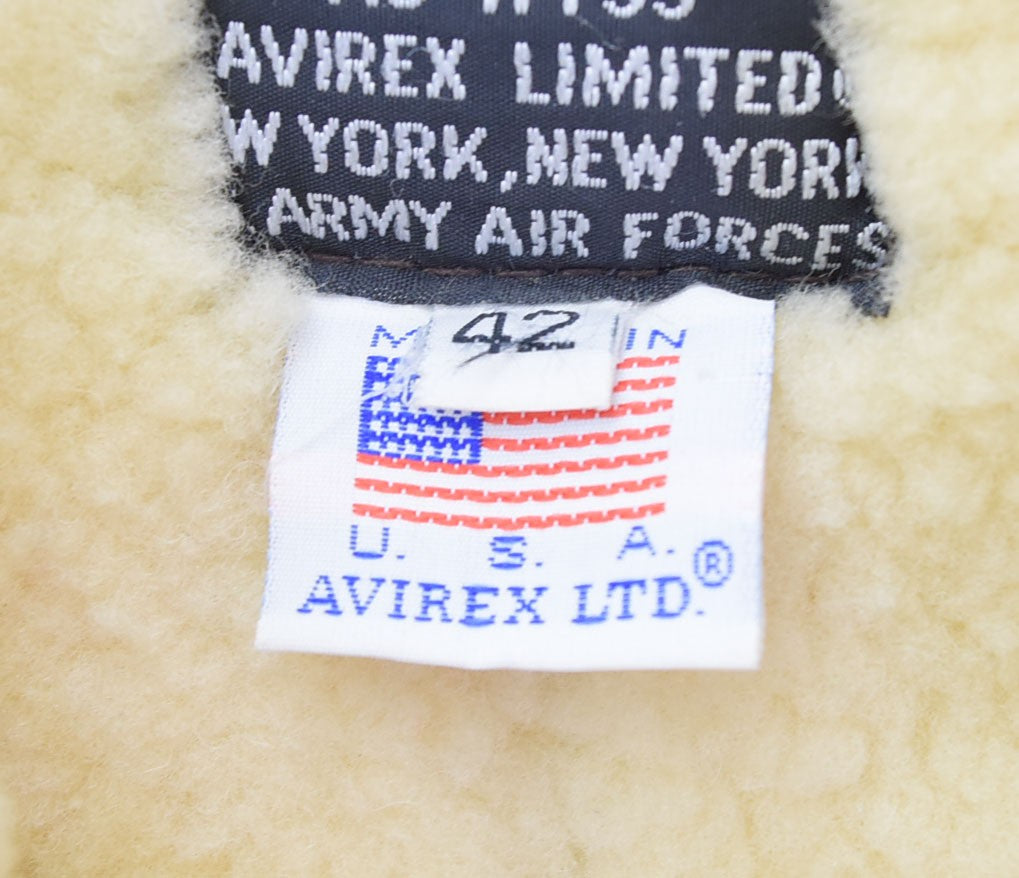 AVIREX LIMITED
W YORK, NEW YORK
ARMY AIR FORCES
42
IN
U. S. A.
AVIREX LTD.®